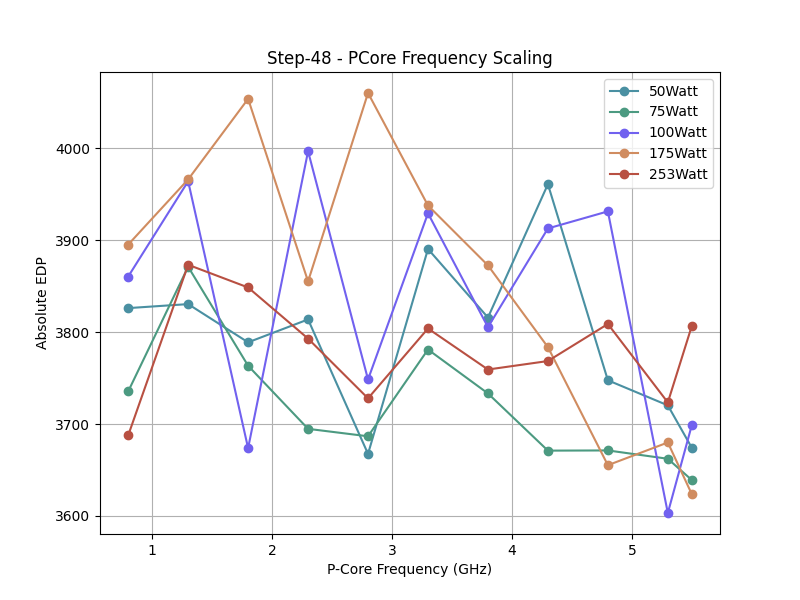 Step-48 - PCore Frequency Scaling
50Watt
75Watt
100Watt
175Watt
253Watt
Absolute EDP
4000
3900
3800
3700
3600
1 2 3 4 5
P-Core Frequency (GHz)